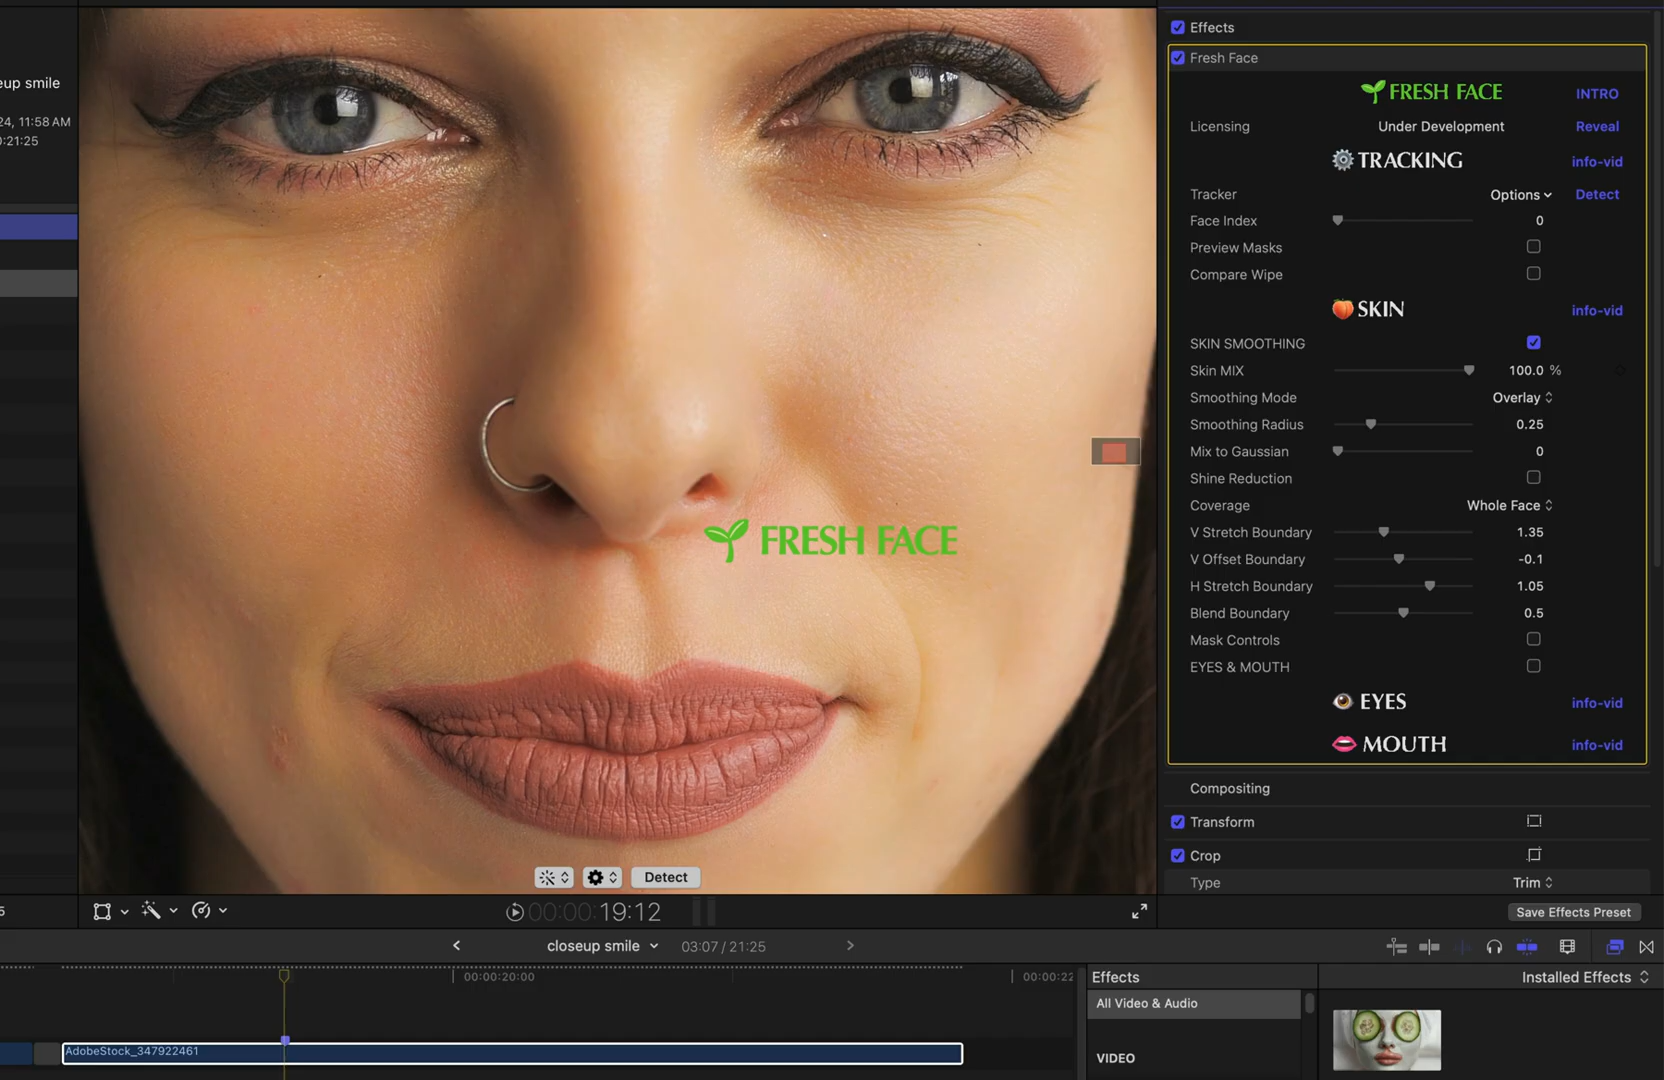 eup smile
24, 11:58 AM
0:21:25
FRESH FACE
Detect
00:00:19:12
closeup smile
03:07 / 21:25
00:00:20:00
00:00:22
AdobeStock_347922461
Effects
Fresh Face
FRESH FACE INTRO
Licensing Under Development Reveal
TRACKING info-vid
Tracker Options Detect
Face Index 0
Preview Masks
Compare Wipe
SKIN info-vid
SKIN SMOOTHING
Skin MIX 100.0 %
Smoothing Mode Overlay
Smoothing Radius 0.25
Mix to Gaussian 0
Shine Reduction
Coverage Whole Face
V Stretch Boundary 1.35
V Offset Boundary -0.1
H Stretch Boundary 1.05
Blend Boundary 0.5
Mask Controls
EYES & MOUTH
EYES info-vid
MOUTH info-vid
Compositing
Transform
Crop
Type Trim
Save Effects Preset
Effects
Installed Effects
All Video & Audio
VIDEO